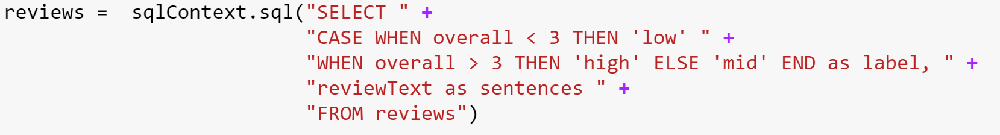 reviews =  sqlContext.sql("SELECT " +
"CASE WHEN overall < 3 THEN 'low' " +
"WHEN overall > 3 THEN 'high' ELSE 'mid' END as label, " +
"reviewText as sentences " +
"FROM reviews")